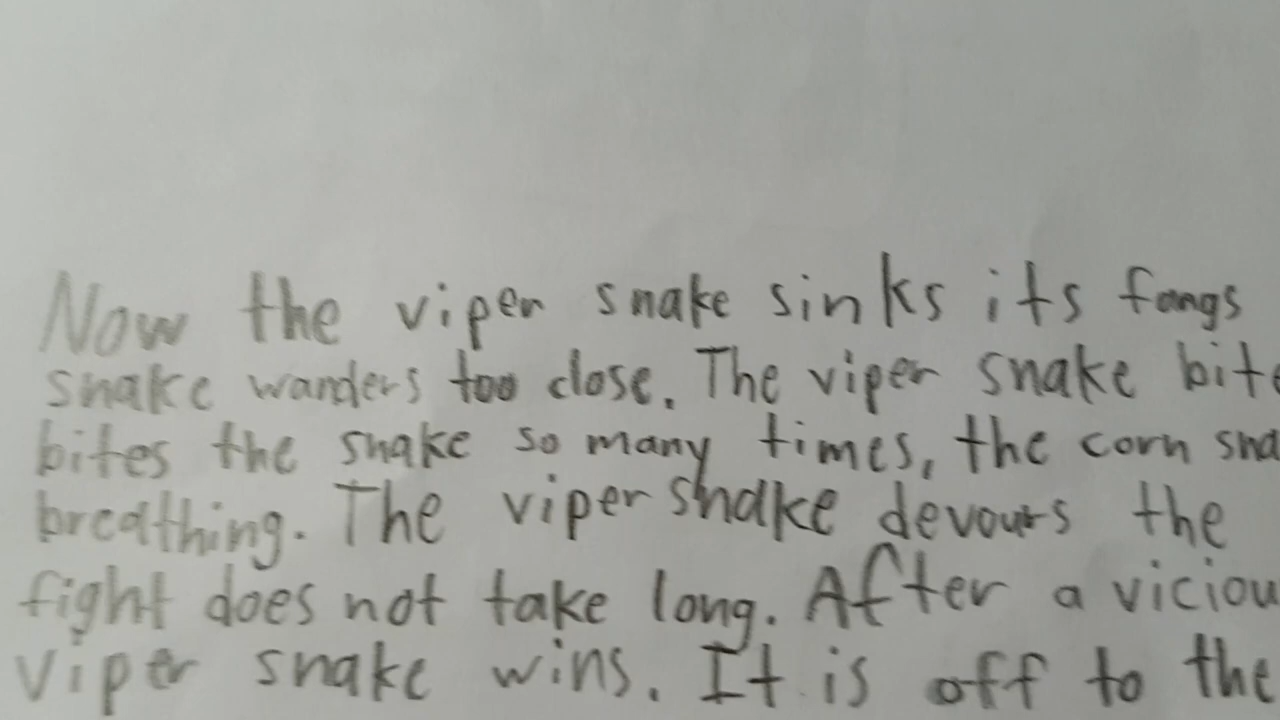 Now the viper snake sinks its fangs
snake wanders too close. The viper snake bite
bites the snake so many times, the corn sna
breathing. The viper snake devours the
fight does not take long. After a viciou
viper snake wins. It is off to the